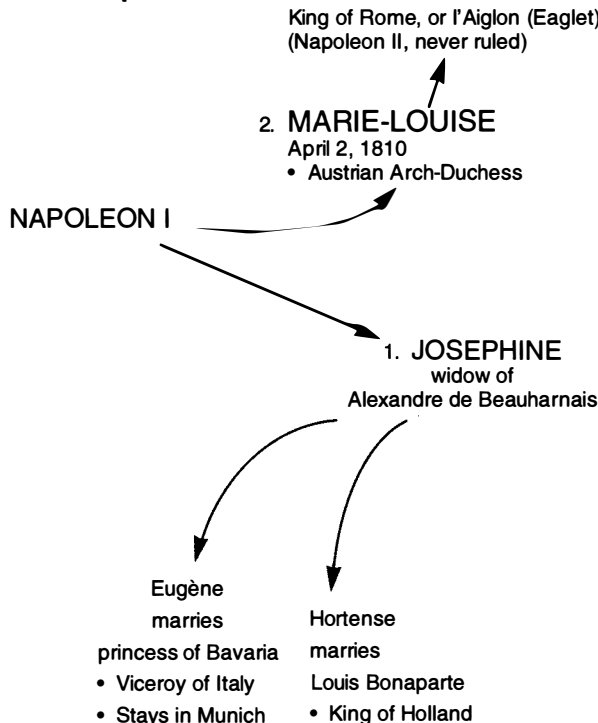 King of Rome, or l'Aiglon (Eaglet)
(Napoleon II, never ruled)
2. MARIE-LOUISE
April 2, 1810
• Austrian Arch-Duchess
NAPOLEON I
1. JOSEPHINE
widow of
Alexandre de Beauharnais
Eugène
marries
princess of Bavaria
• Viceroy of Italy
• Stays in Munich
Hortense
marries
Louis Bonaparte
• King of Holland